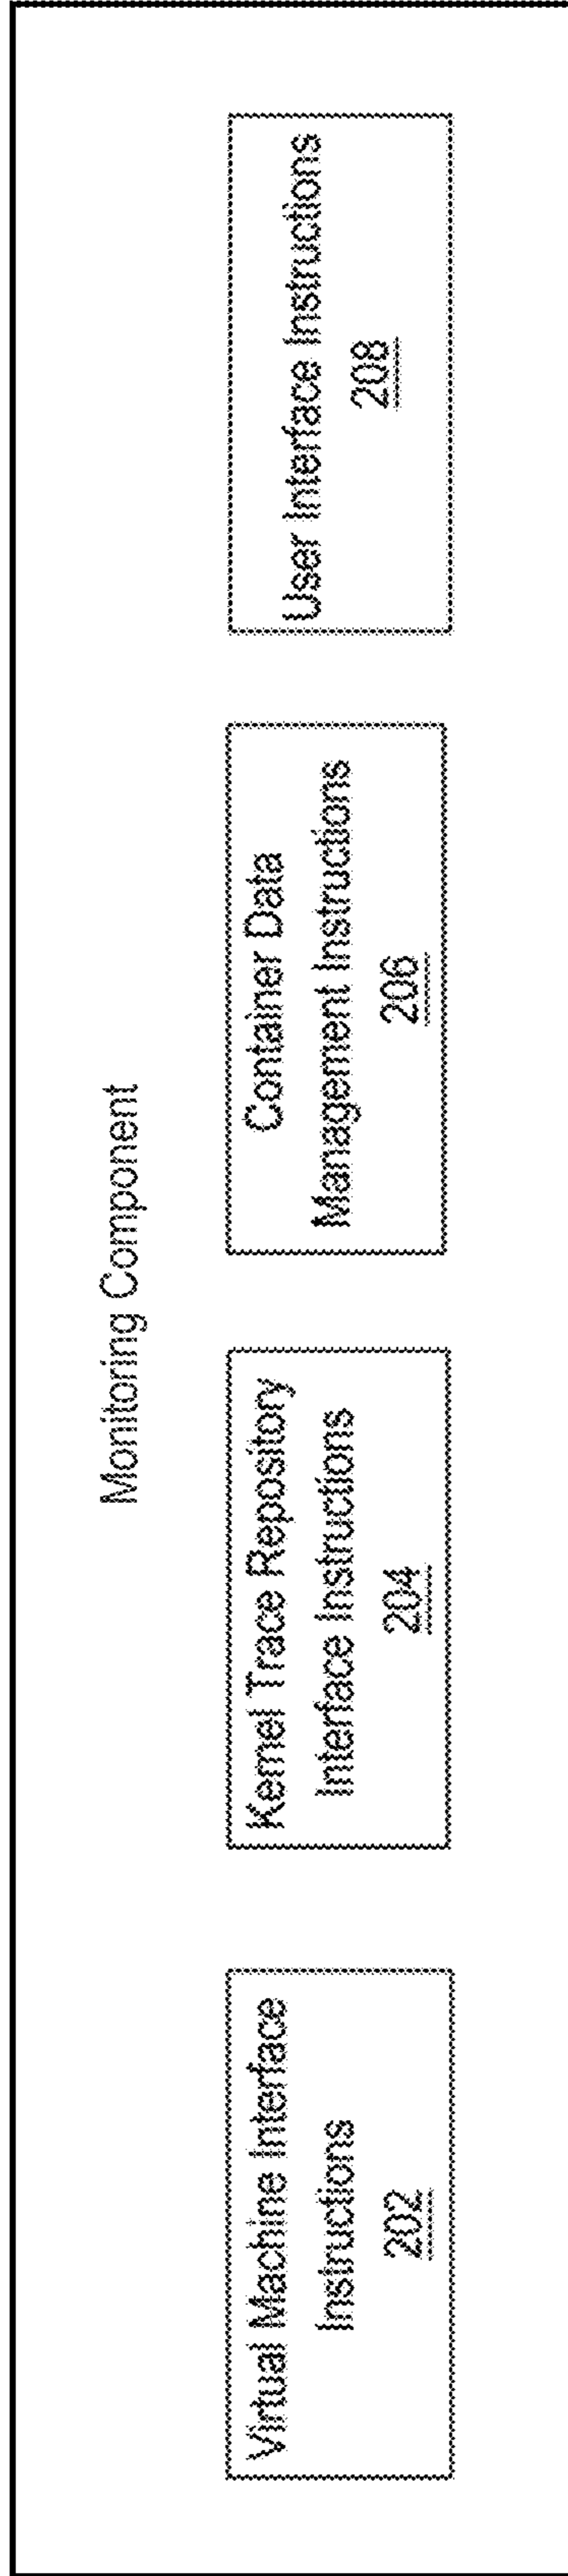 Monitoring Component
Virtual Machine Interface
Instructions
202
Kernel Trace Repository
Interface Instructions
204
Container Data
Management Instructions
206
User Interface Instructions
208